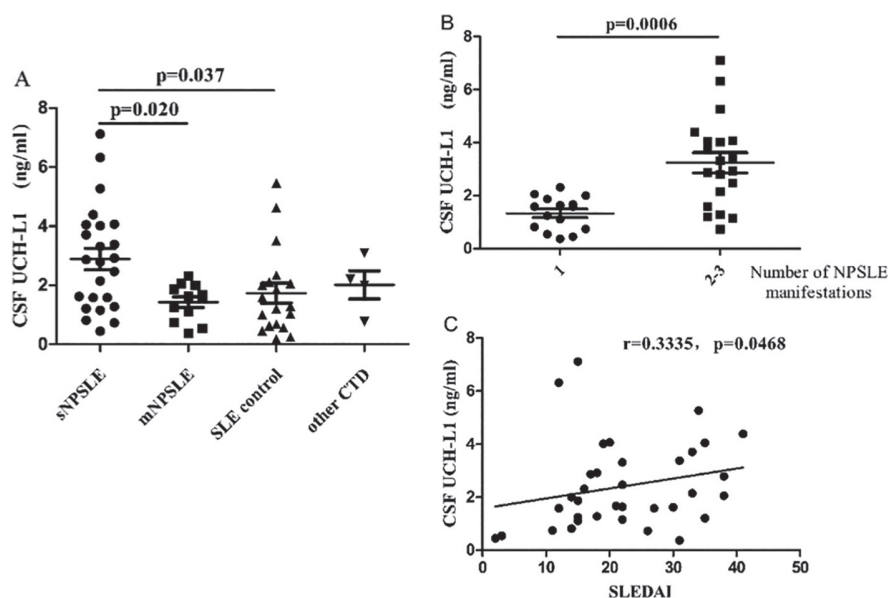 A
p=0.037
p=0.020
CSF UCH-L1 (ng/ml)
8
6
4
2
0
sNPSLE
mNPSLE
SLE control
other CTD
B
p=0.0006
CSF UCH-L1 (ng/ml)
8
6
4
2
0
1
2-3
Number of NPSLE
manifestations
C
r=0.3335, p=0.0468
CSF UCH-L1 (ng/ml)
8
6
4
2
0
0
10
20
30
40
50
SLEDAI